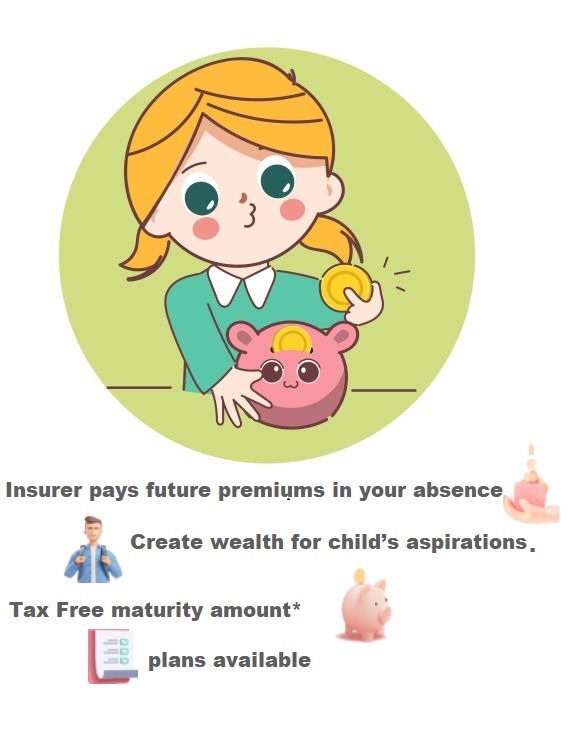 Insurer pays future premiums in your absence
Create wealth for child’s aspirations.
Tax Free maturity amount*
plans available